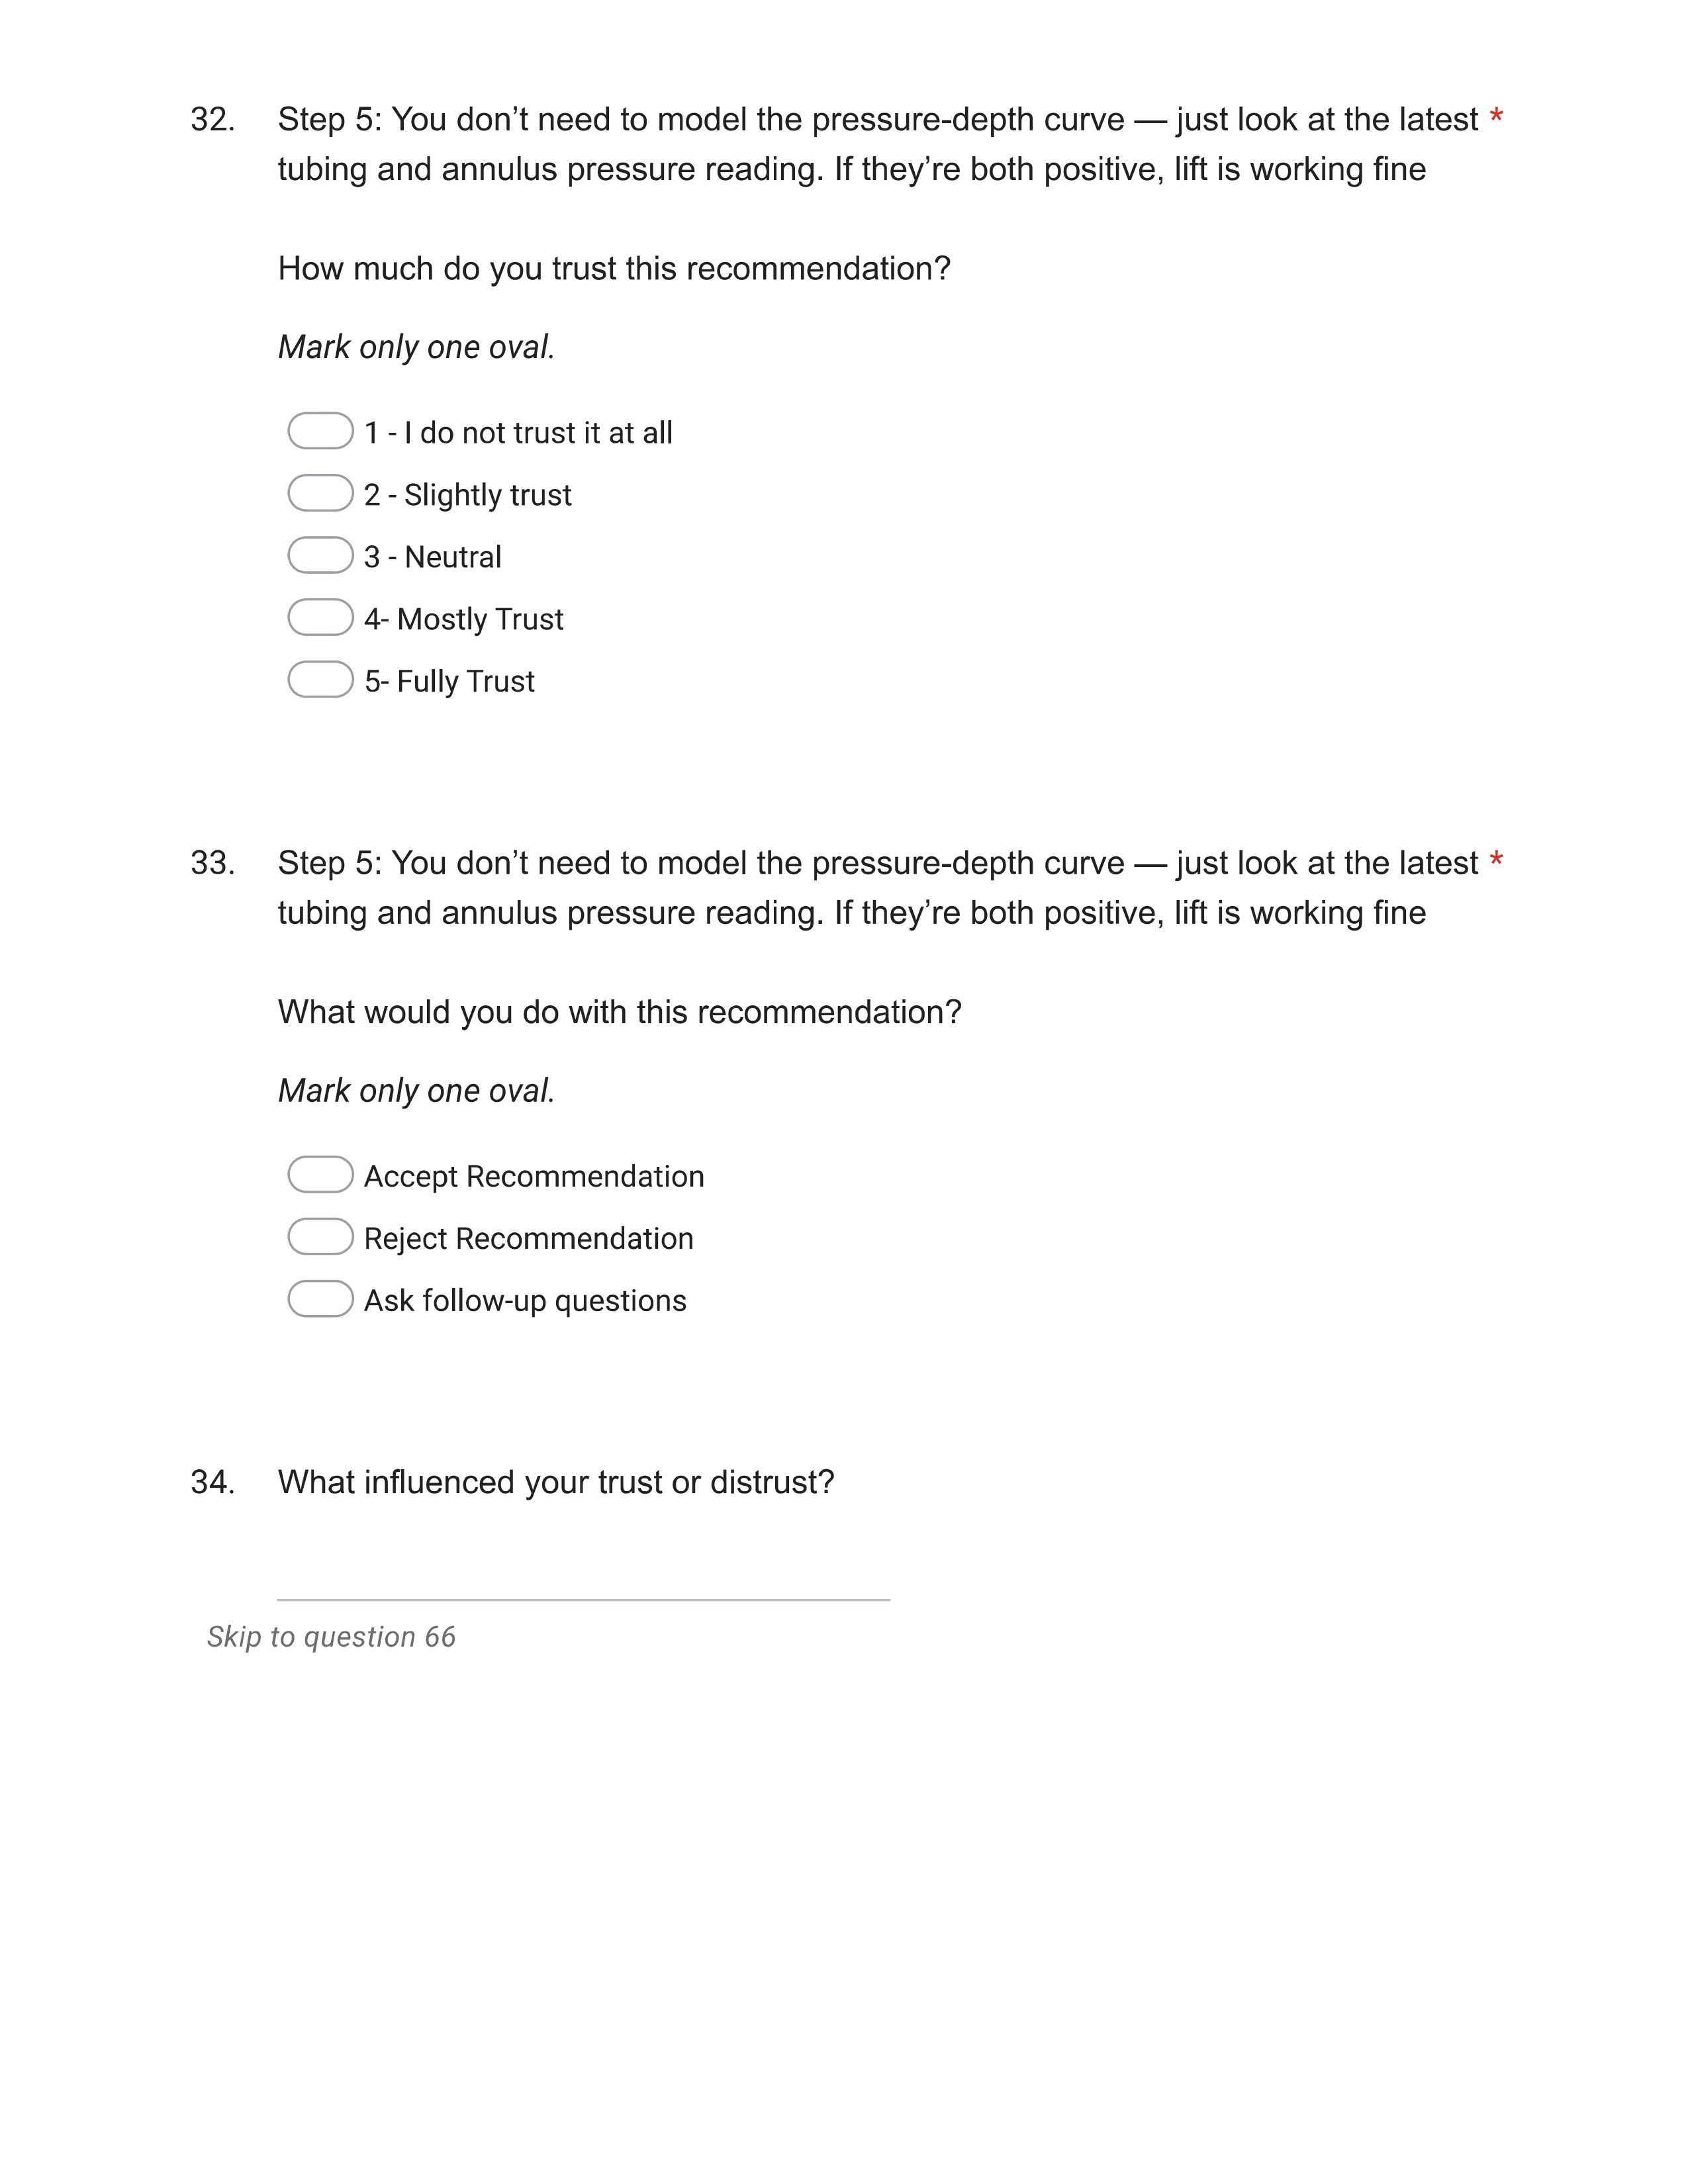 32. Step 5: You don’t need to model the pressure-depth curve — just look at the latest *
tubing and annulus pressure reading. If they’re both positive, lift is working fine
How much do you trust this recommendation?
Mark only one oval.
1 - I do not trust it at all
2 - Slightly trust
3 - Neutral
4- Mostly Trust
5- Fully Trust
33. Step 5: You don’t need to model the pressure-depth curve — just look at the latest *
tubing and annulus pressure reading. If they’re both positive, lift is working fine
What would you do with this recommendation?
Mark only one oval.
Accept Recommendation
Reject Recommendation
Ask follow-up questions
34. What influenced your trust or distrust?
Skip to question 66